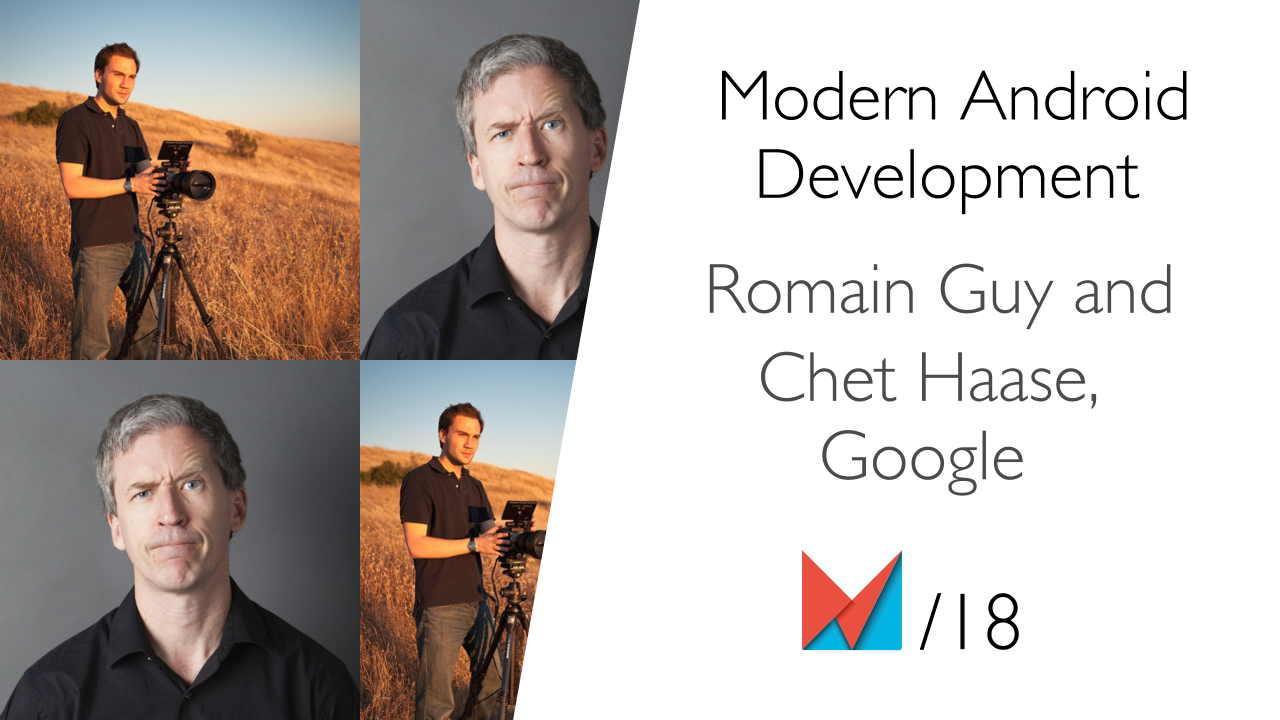 Modern Android
Development
Romain Guy and
Chet Haase,
Google
/18